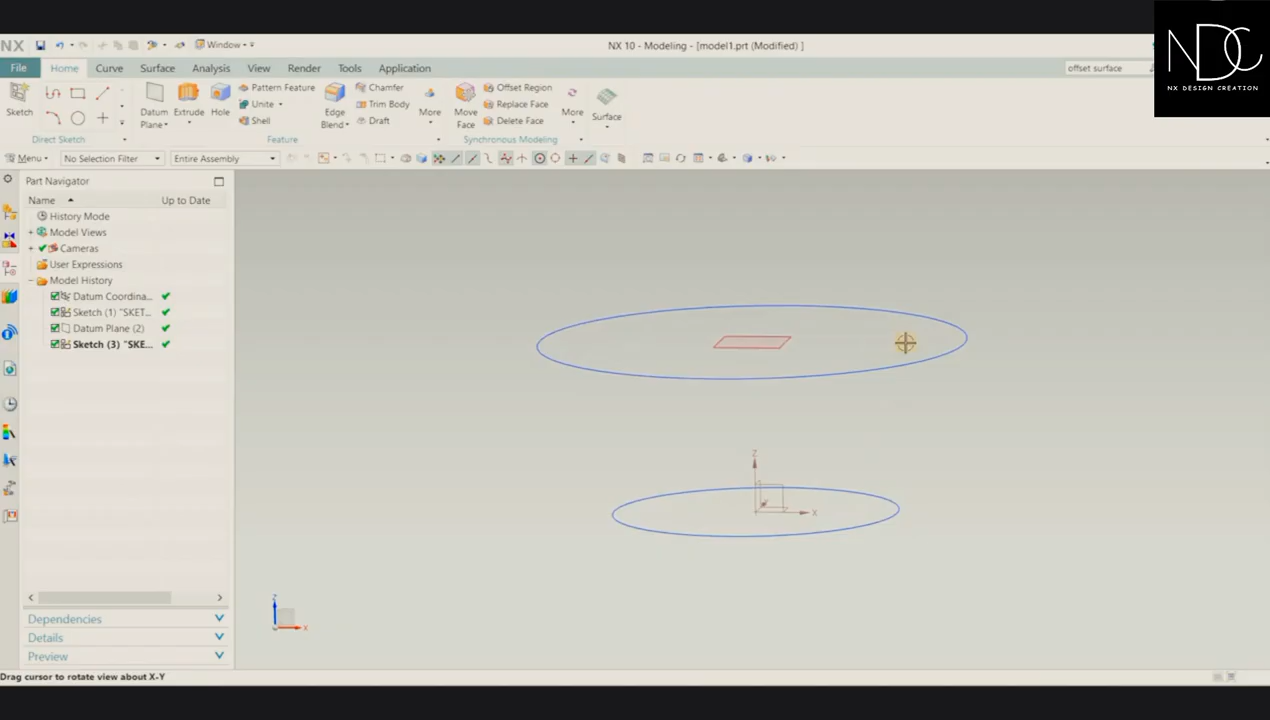 NDC
NX DESIGN CREATION
NX
Window
NX 10 - Modeling - [model1.prt (Modified) ]
File Home Curve Surface Analysis View Render Tools Application
offset surface
Sketch
Datum Plane
Extrude
Hole
Pattern Feature
Unite
Shell
Edge Blend
Chamfer
Trim Body
Draft
More
Move Face
Offset Region
Replace Face
Delete Face
More
Surface
Direct Sketch
Feature
Synchronous Modeling
Menu
No Selection Filter
Entire Assembly
Part Navigator
Name Up to Date
History Mode
Model Views
Cameras
User Expressions
Model History
Datum Coordina...
Sketch (1) "SKET...
Datum Plane (2)
Sketch (3) "SKE...
Z
X
Z
X
Dependencies
Details
Preview
Drag cursor to rotate view about X-Y